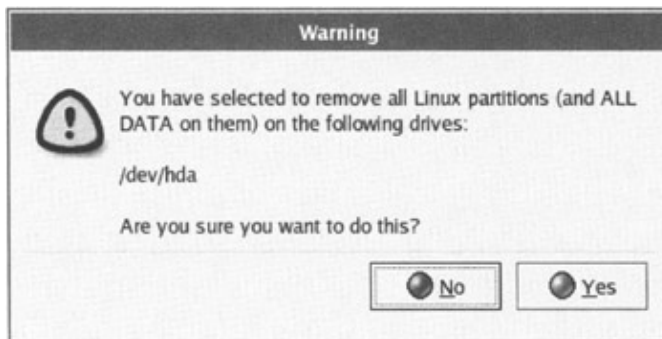 Warning
You have selected to remove all Linux partitions (and ALL
DATA on them) on the following drives:
/dev/hda
Are you sure you want to do this?
No
Yes